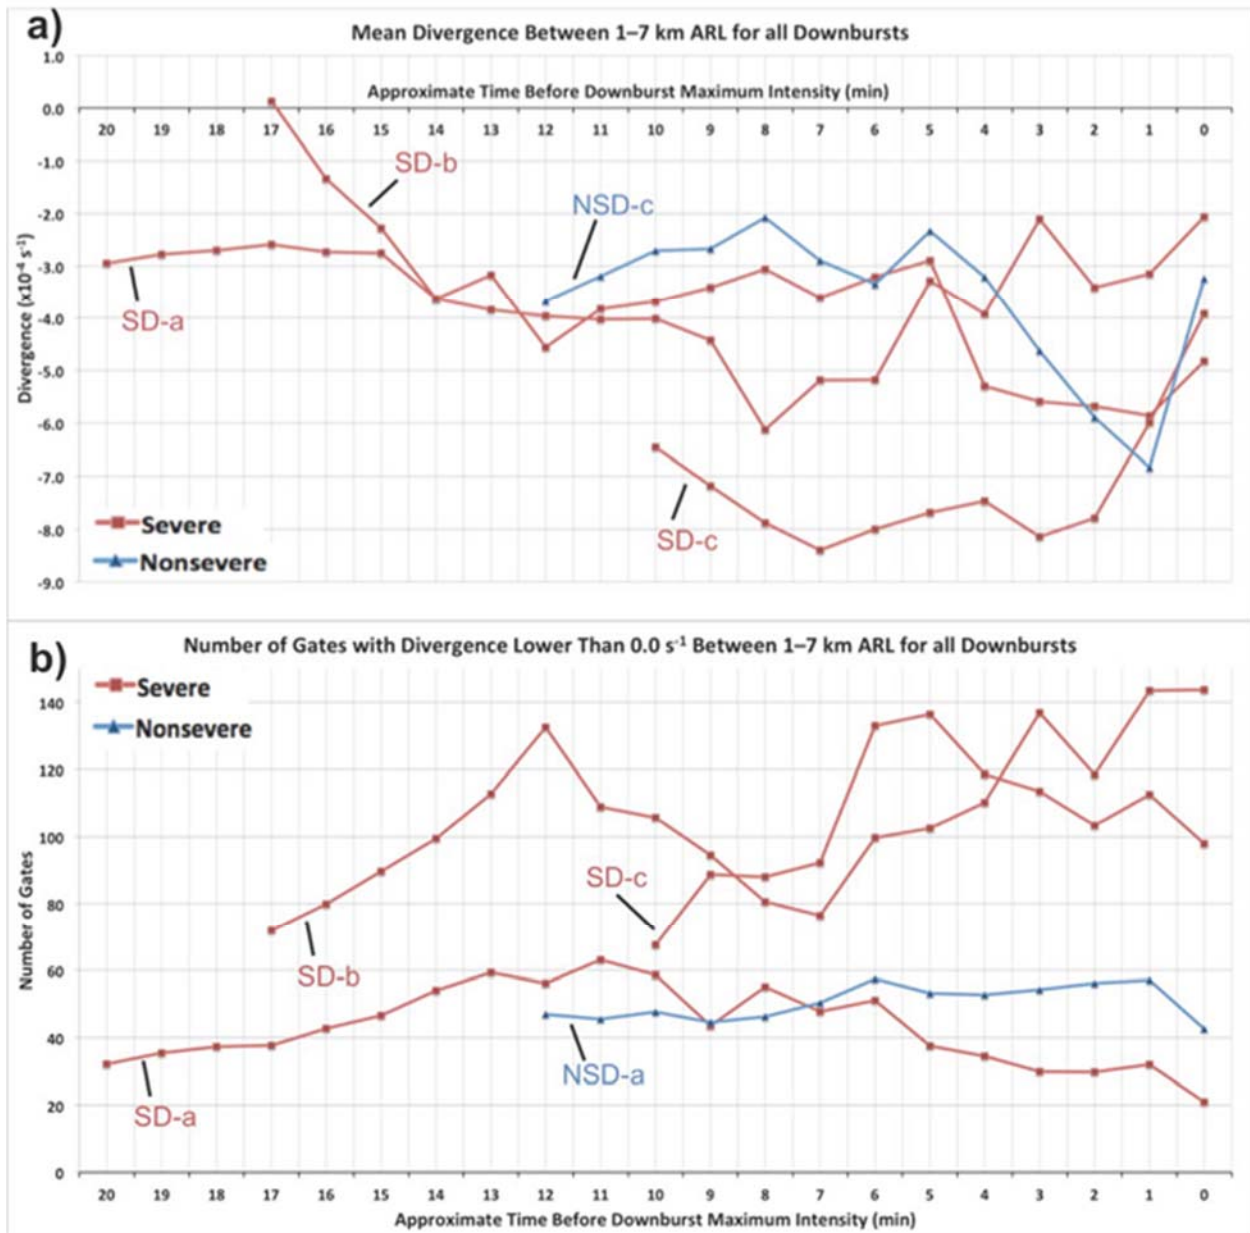 a)
Mean Divergence Between 1–7 km ARL for all Downbursts
1.0
Approximate Time Before Downburst Maximum Intensity (min)
0.0
20 19 18 17 16 15 14 13 12 11 10 9 8 7 6 5 4 3 2 1 0
-1.0
SD-b
-2.0
NSD-c
-3.0
SD-a
-4.0
-5.0
-6.0
-7.0
SD-c
-8.0
-9.0
Divergence (x10⁻⁴ s⁻¹)
Severe
Nonsevere
b)
Number of Gates with Divergence Lower Than 0.0 s⁻¹ Between 1–7 km ARL for all Downbursts
Severe
Nonsevere
140
120
100
80
60
40
20
0
Number of Gates
SD-c
SD-b
NSD-a
SD-a
20 19 18 17 16 15 14 13 12 11 10 9 8 7 6 5 4 3 2 1 0
Approximate Time Before Downburst Maximum Intensity (min)